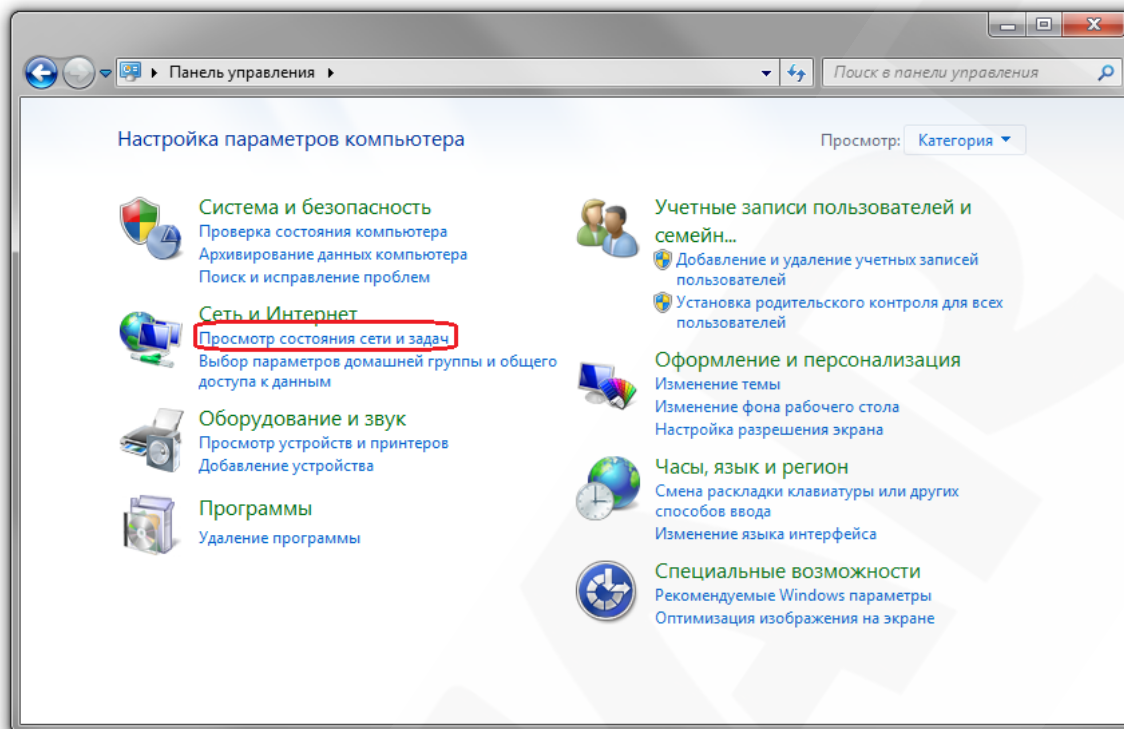 Панель управления
Поиск в панели управления
Настройка параметров компьютера
Просмотр: Категория
Система и безопасность
Проверка состояния компьютера
Архивирование данных компьютера
Поиск и исправление проблем
Сеть и Интернет
Просмотр состояния сети и задач
Выбор параметров домашней группы и общего
доступа к данным
Оборудование и звук
Просмотр устройств и принтеров
Добавление устройства
Программы
Удаление программы
Учетные записи пользователей и
семейн...
Добавление и удаление учетных записей
пользователей
Установка родительского контроля для всех
пользователей
Оформление и персонализация
Изменение темы
Изменение фона рабочего стола
Настройка разрешения экрана
Часы, язык и регион
Смена раскладки клавиатуры или других
способов ввода
Изменение языка интерфейса
Специальные возможности
Рекомендуемые Windows параметры
Оптимизация изображения на экране